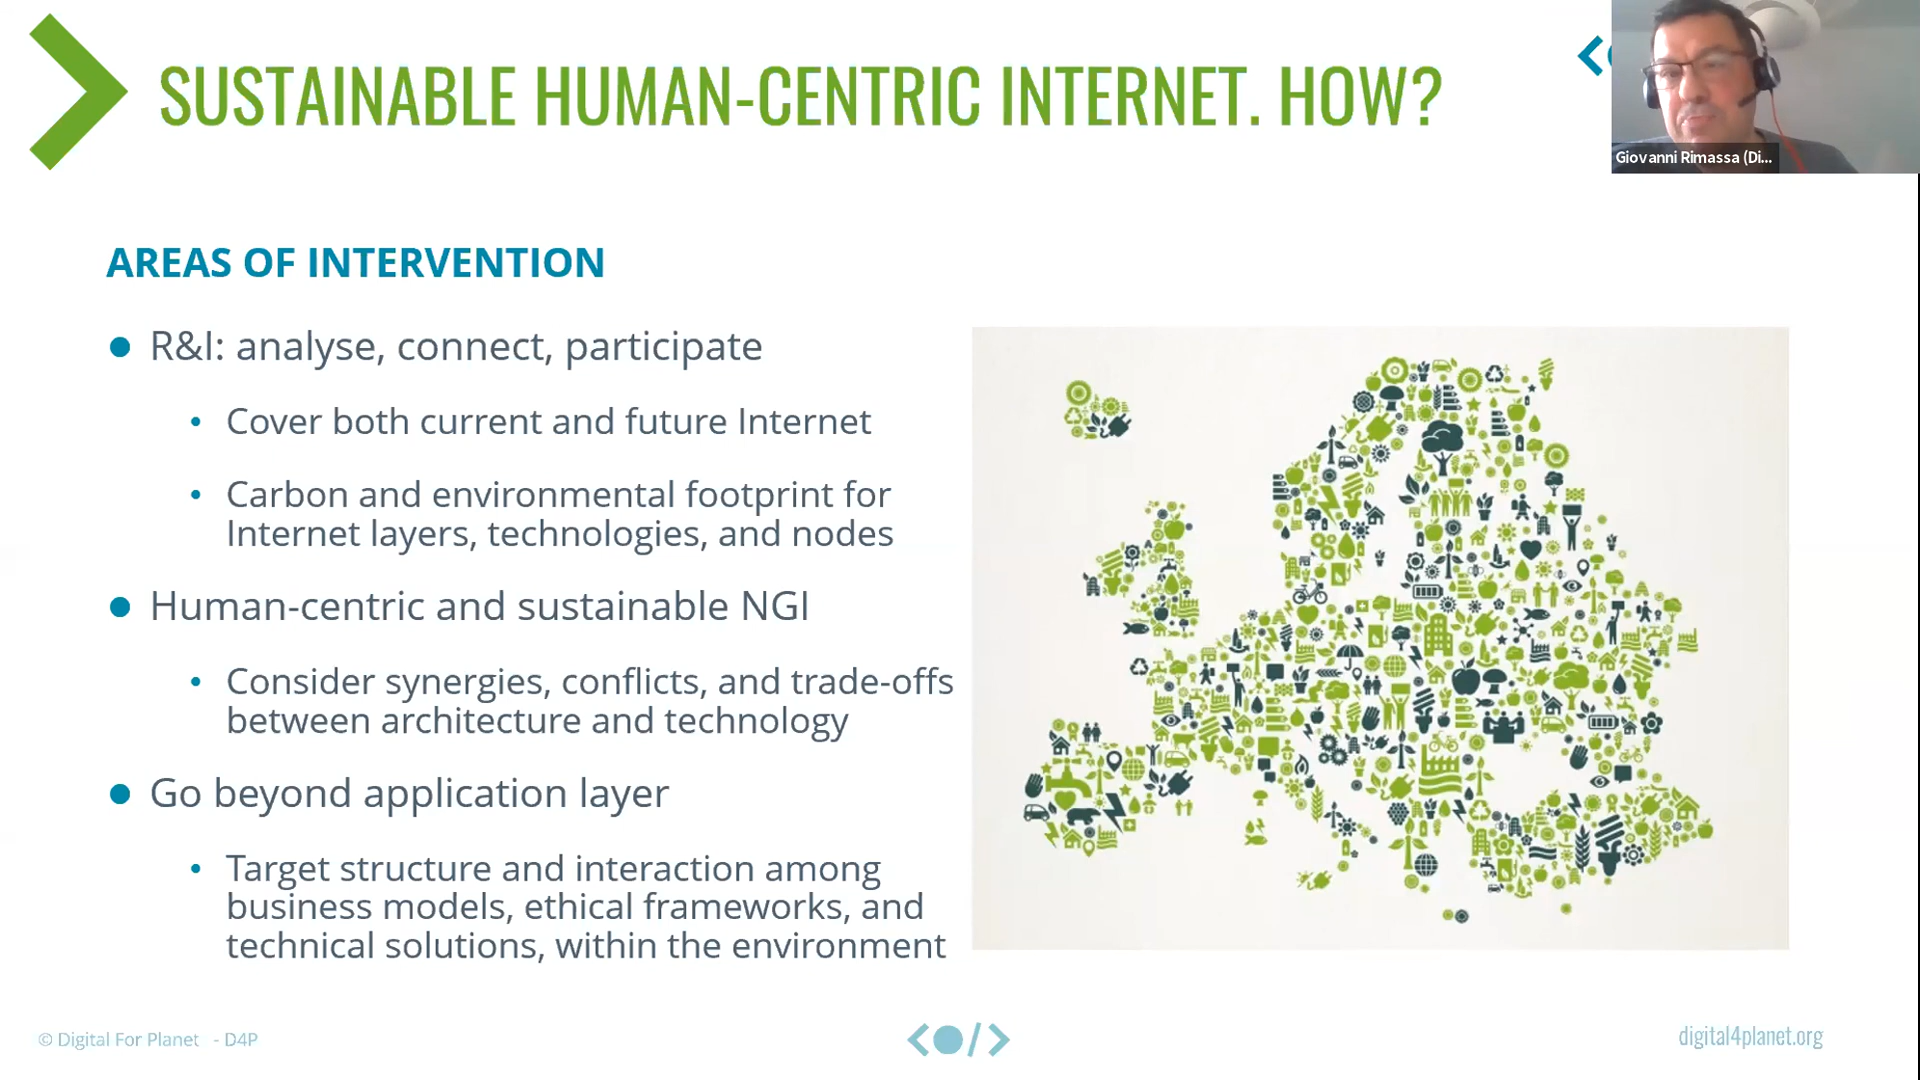 SUSTAINABLE HUMAN-CENTRIC INTERNET. HOW?
Giovanni Rimassa (Di...
AREAS OF INTERVENTION
R&I: analyse, connect, participate
Cover both current and future Internet
Carbon and environmental footprint for
Internet layers, technologies, and nodes
Human-centric and sustainable NGI
Consider synergies, conflicts, and trade-offs
between architecture and technology
Go beyond application layer
Target structure and interaction among
business models, ethical frameworks, and
technical solutions, within the environment
© Digital For Planet - D4P
digital4planet.org